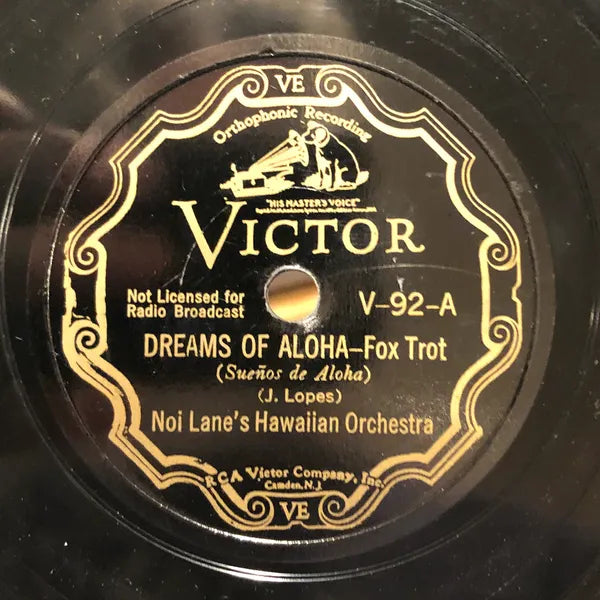 VE
Orthophonic Recording
"HIS MASTER'S VOICE"
VICTOR
Not Licensed for
Radio Broadcast
V-92-A
DREAMS OF ALOHA-Fox Trot
(Sueños de Aloha)
(J. Lopes)
Noi Lane's Hawaiian Orchestra
RCA Victor Company, Inc.
Camden, N.J.
VE